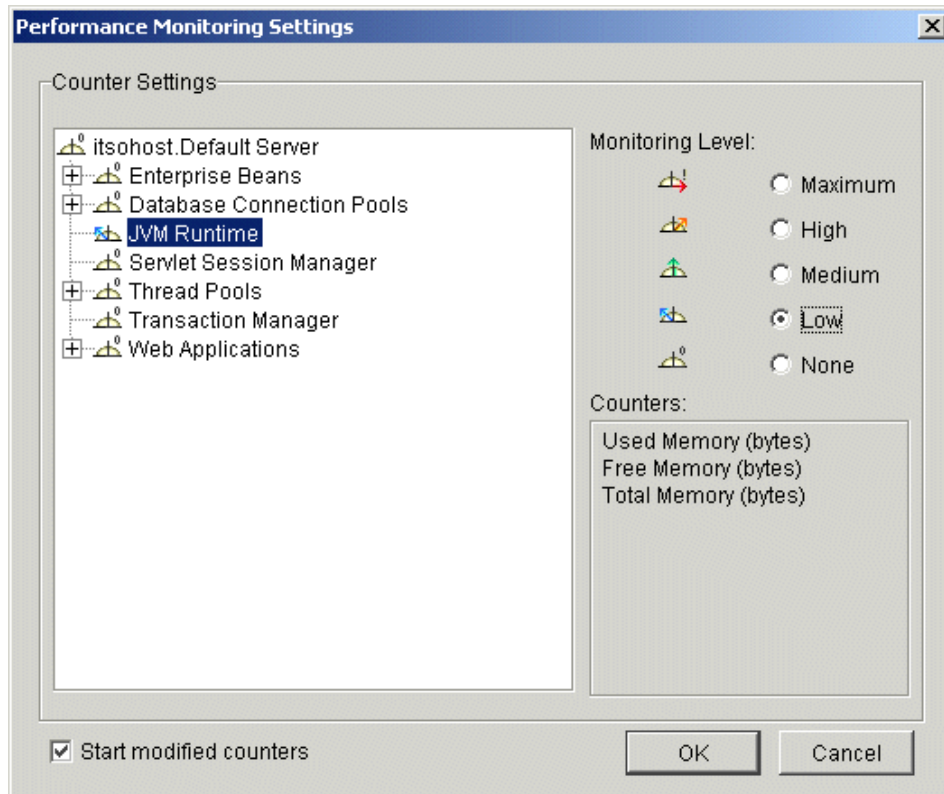 Performance Monitoring Settings
Counter Settings
itsohost.Default Server
Enterprise Beans
Database Connection Pools
JVM Runtime
Servlet Session Manager
Thread Pools
Transaction Manager
Web Applications
Monitoring Level:
Maximum
High
Medium
Low
None
Counters:
Used Memory (bytes)
Free Memory (bytes)
Total Memory (bytes)
Start modified counters
OK
Cancel